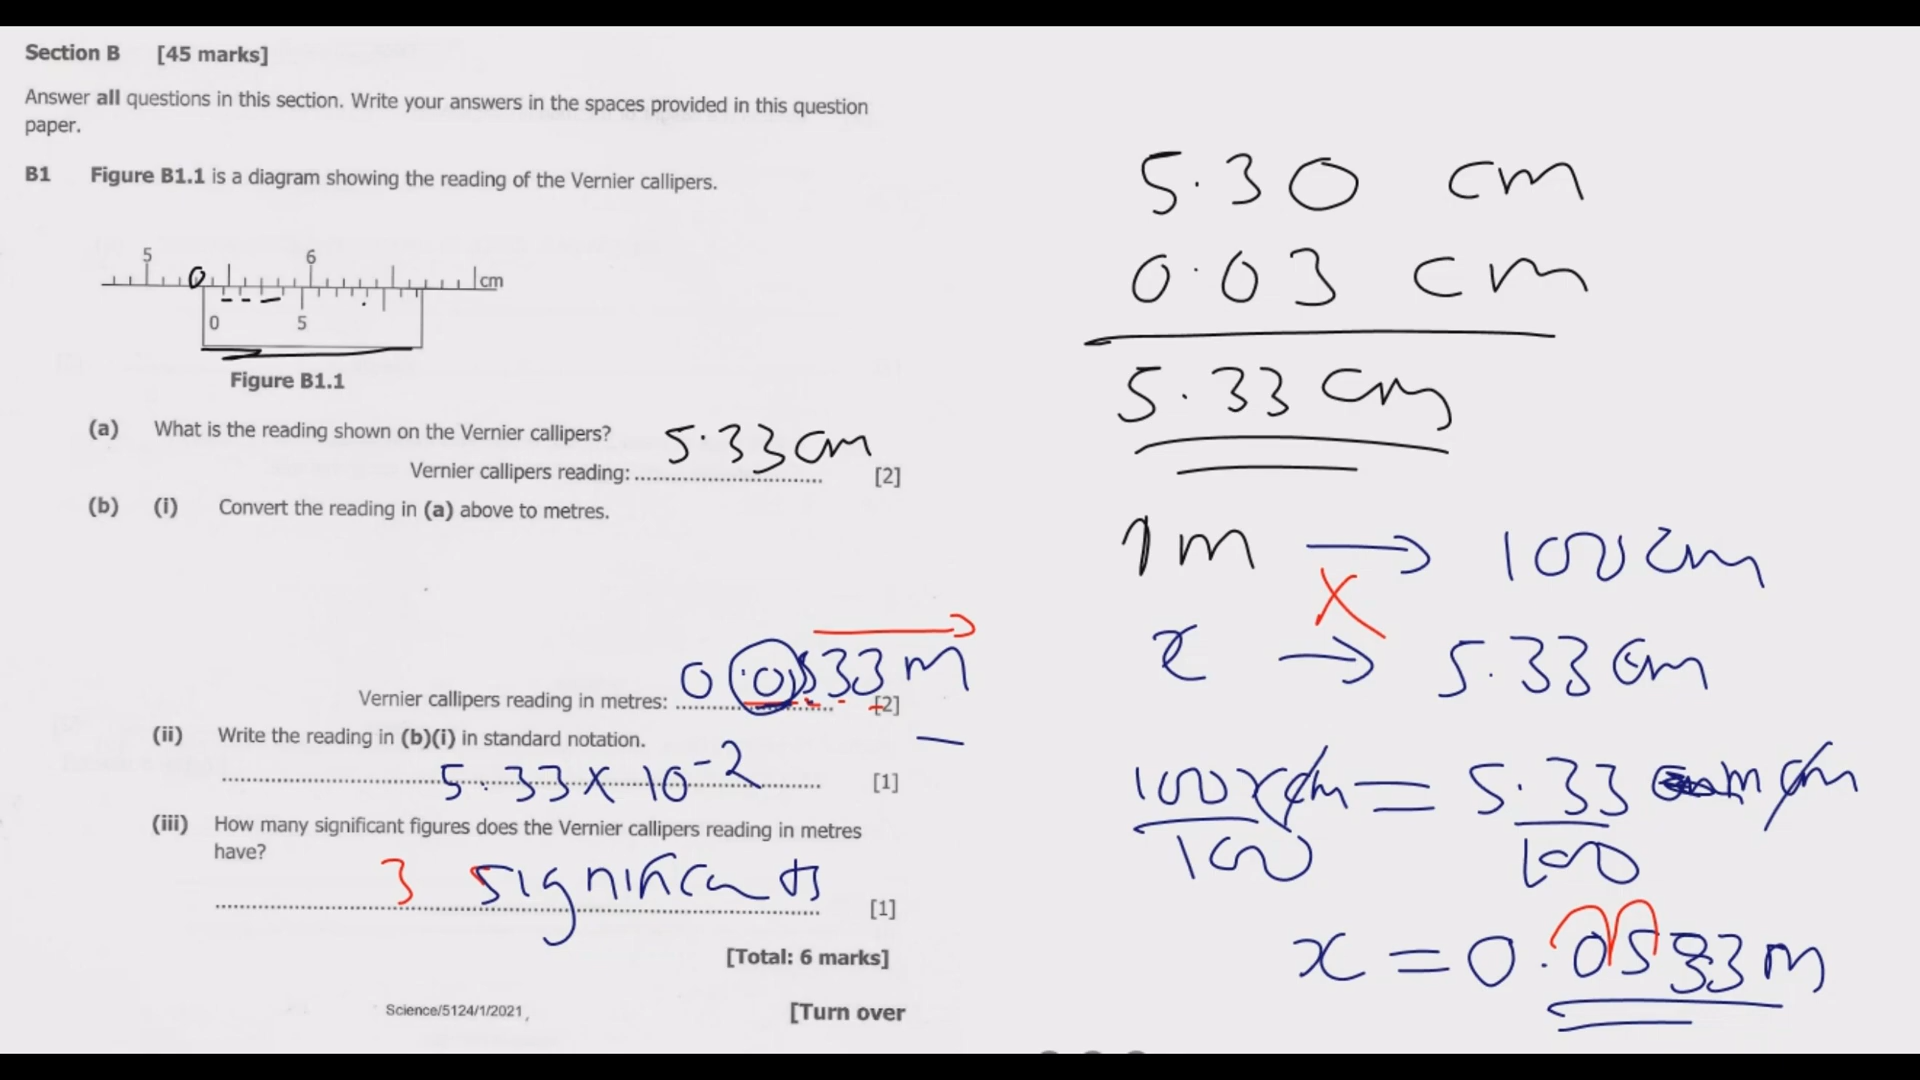 Section B [45 marks]
Answer all questions in this section. Write your answers in the spaces provided in this question
paper.
B1 Figure B1.1 is a diagram showing the reading of the Vernier callipers.
5 6
0 cm
0 5
Figure B1.1
(a) What is the reading shown on the Vernier callipers?
Vernier callipers reading: 5.33 cm [2]
(b) (i) Convert the reading in (a) above to metres.
Vernier callipers reading in metres: 0.0533 m [2]
(ii) Write the reading in (b)(i) in standard notation.
5.33 x 10-2 [1]
(iii) How many significant figures does the Vernier callipers reading in metres
have?
3 significants [1]
[Total: 6 marks]
Science/5124/1/2021 [Turn over
5.30 cm
0.03 cm
5.33 cm
1m → 100cm
x → 5.33 cm
100x cm = 5.33 m cm
100 100
x = 0.0533 m